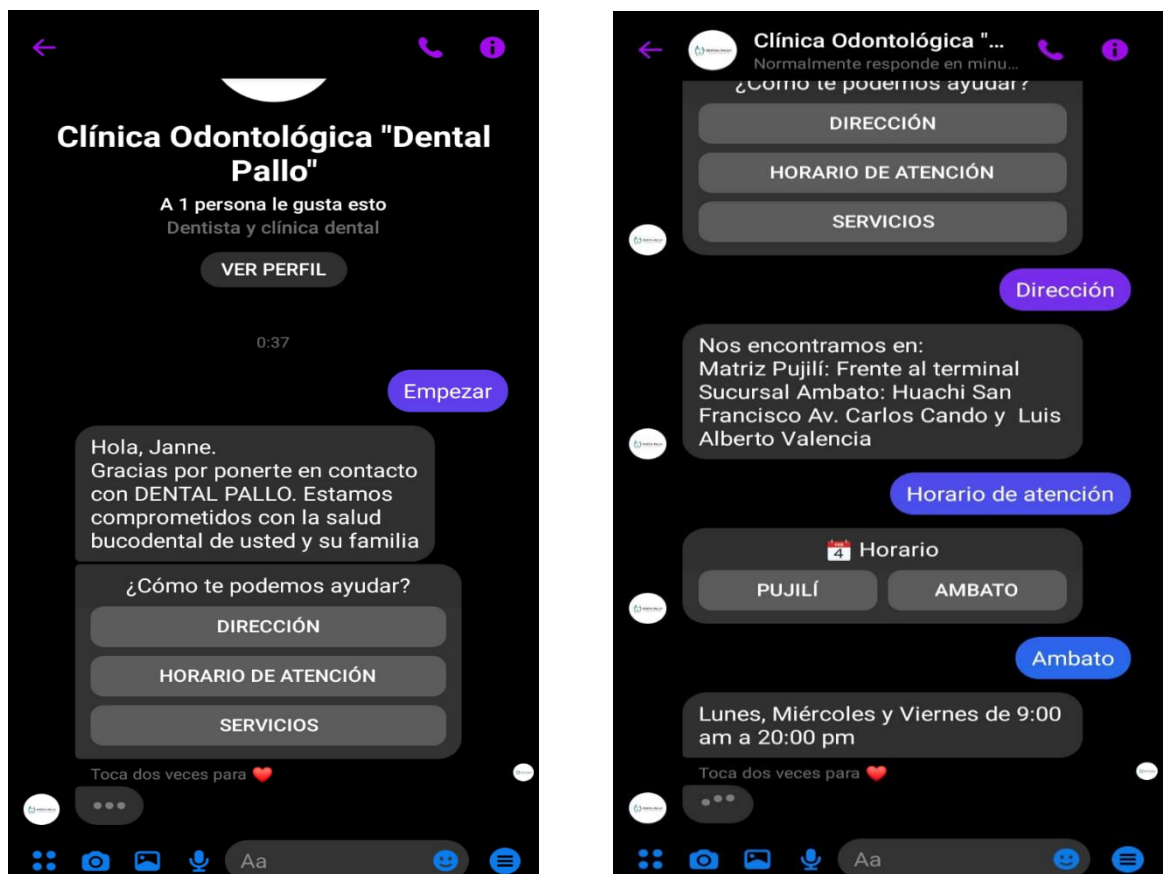 Clínica Odontológica "Dental
Pallo"
A 1 persona le gusta esto
Dentista y clínica dental
VER PERFIL
0:37
Empezar
Hola, Janne.
Gracias por ponerte en contacto
con DENTAL PALLO. Estamos
comprometidos con la salud
bucodental de usted y su familia
¿Cómo te podemos ayudar?
DIRECCIÓN
HORARIO DE ATENCIÓN
SERVICIOS
Toca dos veces para ❤️
Aa
Clínica Odontológica "...
Normalmente responde en minu...
¿Cómo te podemos ayudar?
DIRECCIÓN
HORARIO DE ATENCIÓN
SERVICIOS
Dirección
Nos encontramos en:
Matriz Pujilí: Frente al terminal
Sucursal Ambato: Huachi San
Francisco Av. Carlos Cando y Luis
Alberto Valencia
Horario de atención
Horario
PUJILÍ AMBATO
Ambato
Lunes, Miércoles y Viernes de 9:00
am a 20:00 pm
Toca dos veces para ❤️
Aa